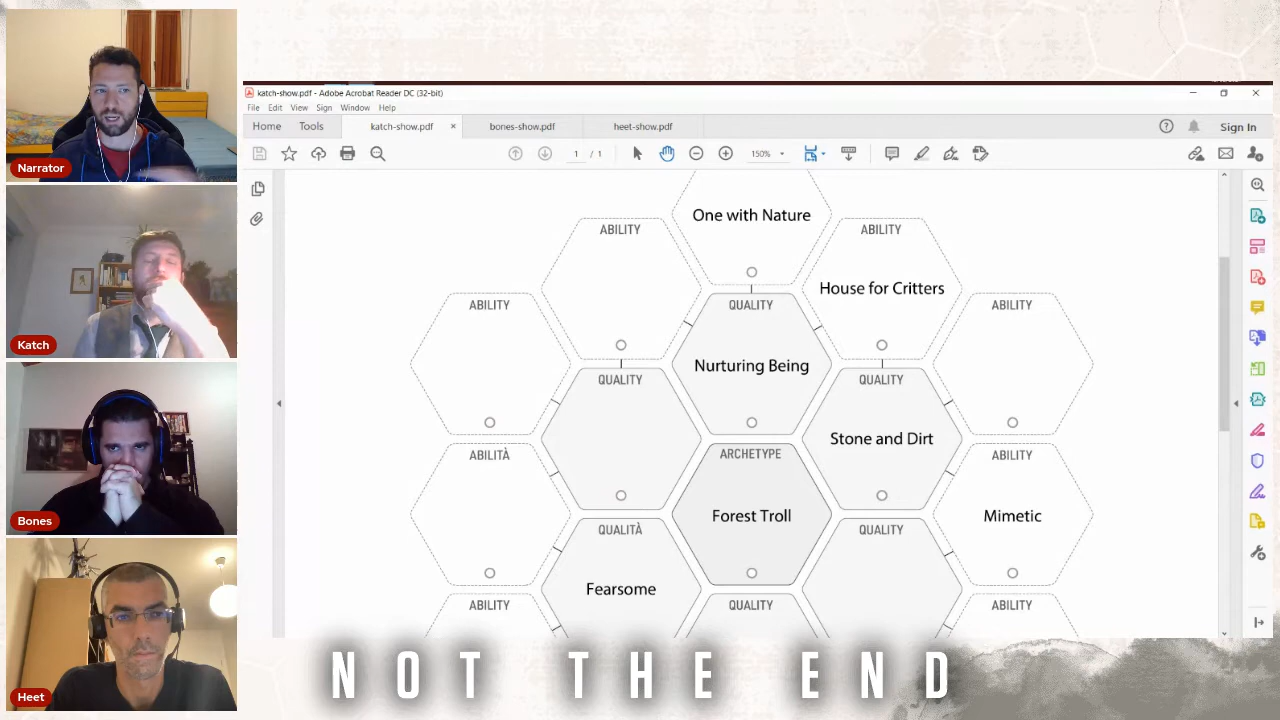 Narrator
Katch
Bones
Heet
katch-show.pdf - Adobe Acrobat Reader DC (32-bit)
File Edit View Sign Window Help
Home Tools katch-show.pdf × bones-show.pdf heet-show.pdf Sign In
1 / 1 150%
One with Nature
ABILITY ABILITY
House for Critters
ABILITY QUALITY ABILITY
Nurturing Being
QUALITY QUALITY
Stone and Dirt
ABILITÀ ARCHETYPE ABILITY
Forest Troll Mimetic
QUALITÀ QUALITY
Fearsome
ABILITY QUALITY ABILITY
NOT THE END